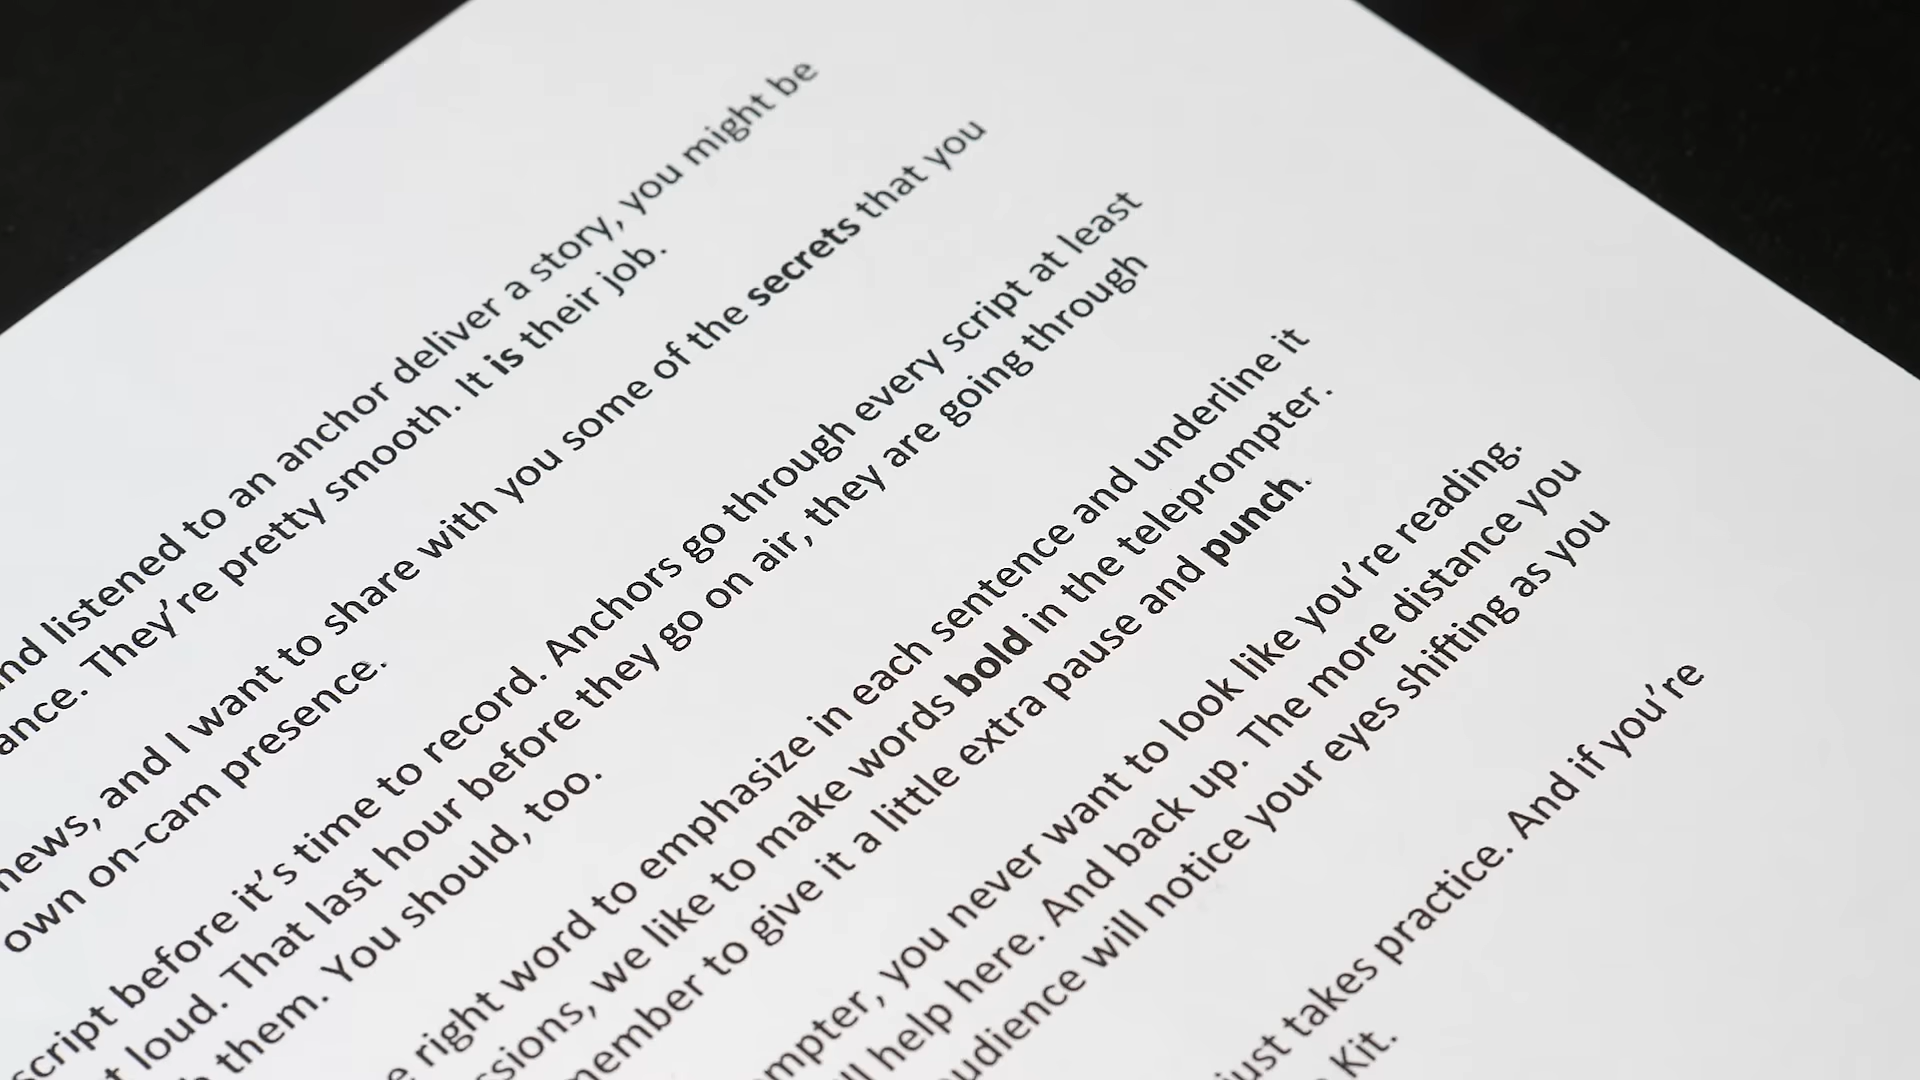 listened to an anchor deliver a story, you might be
They're pretty smooth. It is their job.
news, and I want to share with you some of the secrets that you
own on-cam presence.
script before it's time to record. Anchors go through every script at least
loud. That last hour before they go on air, they are going through
them. You should, too.
right word to emphasize in each sentence and underline it
we like to make words bold in the teleprompter.
to give it a little extra pause and punch.
you never want to look like you're reading.
help here. And back up. The more distance you
will notice your eyes shifting as you
just takes practice. And if you're
Kit.